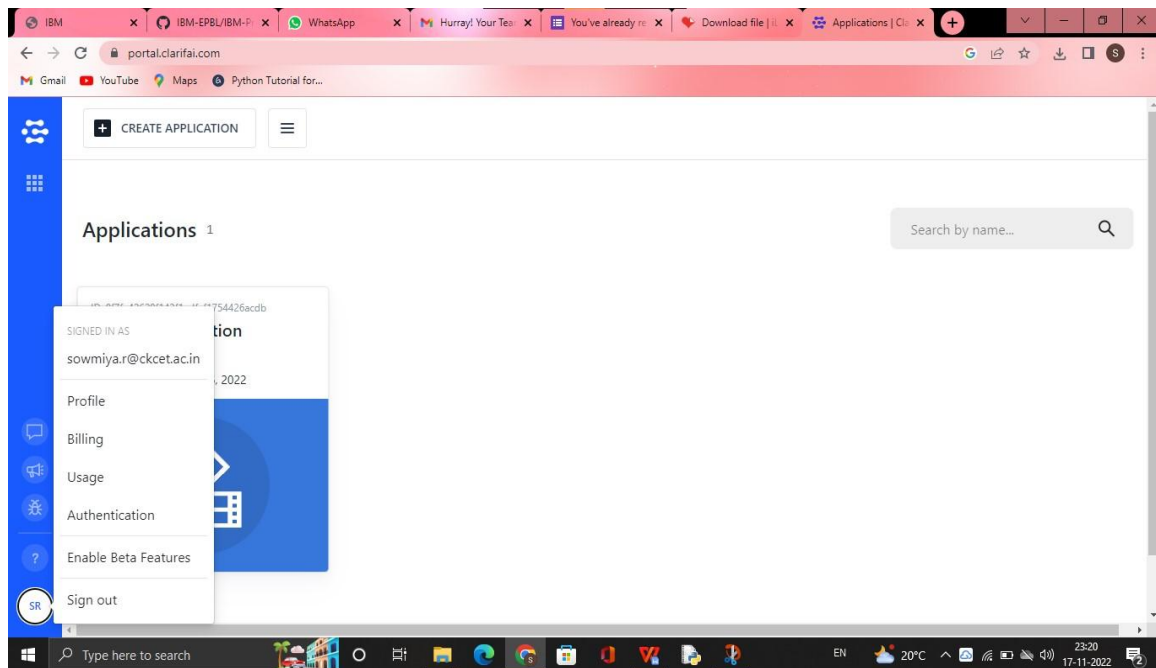 IBM
IBM-EPBL/IBM-P
WhatsApp
Hurray! Your Tea
You've already re
Download file | iL
Applications | Cla
portal.clarifai.com
Gmail
YouTube
Maps
Python Tutorial for...
CREATE APPLICATION
Applications 1
Search by name...
754426acdb
SIGNED IN AS
tion
sowmiya.r@ckcet.ac.in
, 2022
Profile
Billing
Usage
Authentication
Enable Beta Features
?
SR
Sign out
Type here to search
EN
20°C
23:20
17-11-2022
2